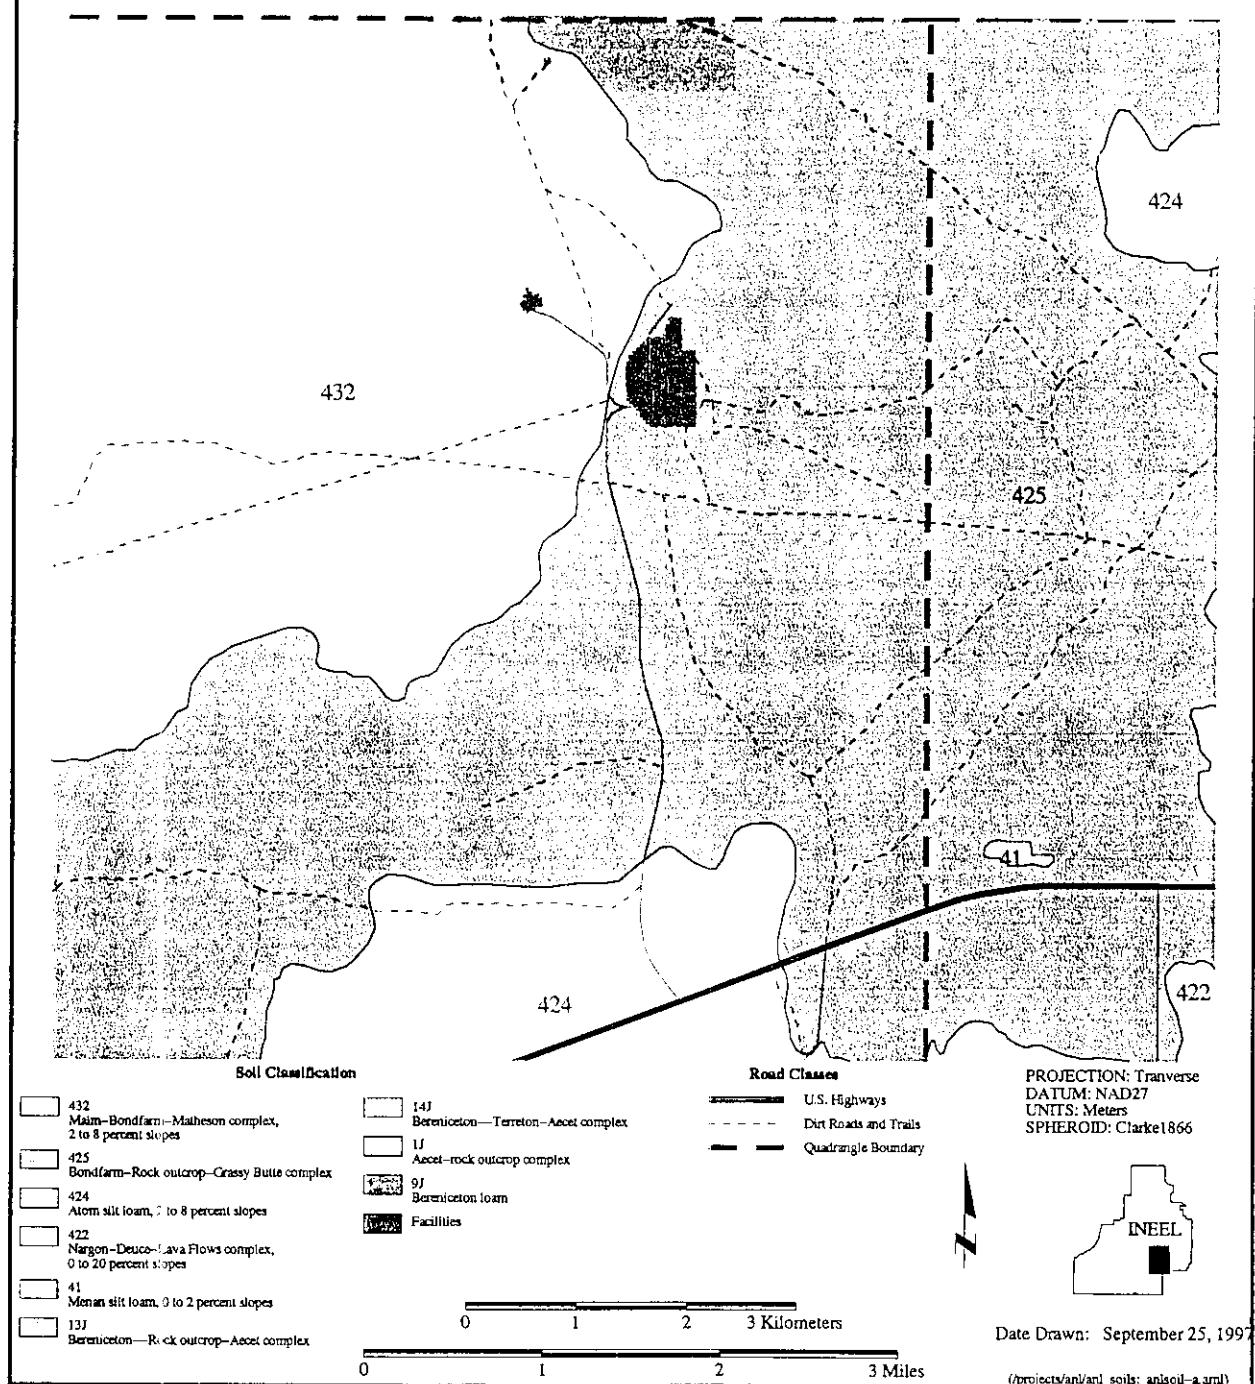 424
432
425
41
424
422
Soil Classification
432
Malm-Bondfarm-Matheson complex,
2 to 8 percent slopes
425
Bondfarm-Rock outcrop-Grassy Butte complex
424
Atom silt loam, to 8 percent slopes
422
Nargon-Deuce-Lava Flows complex,
0 to 20 percent slopes
41
Menan silt loam, 0 to 2 percent slopes
13J
Bereniceton—Rock outcrop-Aecet complex
14J
Bereniceton—Terreton-Aecet complex
1J
Aecet-rock outcrop complex
9J
Bereniceton loam
Facilities
Road Classes
U.S. Highways
Dirt Roads and Trails
Quadrangle Boundary
PROJECTION: Tranverse
DATUM: NAD27
UNITS: Meters
SPHEROID: Clarke1866
N
INEEL
0 1 2 3 Kilometers
0 1 2 3 Miles
Date Drawn: September 25, 1997
(/projects/anl/anl_soils: anlsoil-a.aml)